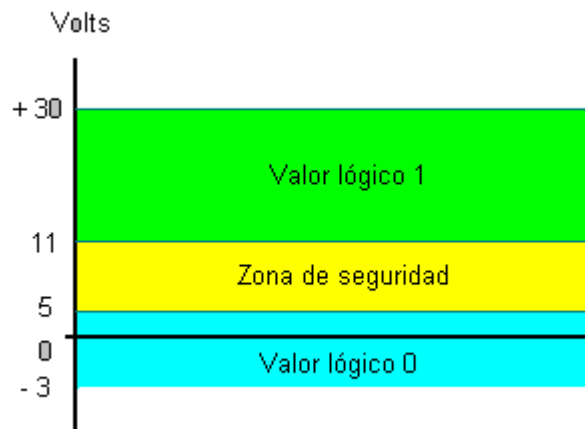 Volts
+ 30
Valor lógico 1
11
Zona de seguridad
5
0
Valor lógico 0
- 3